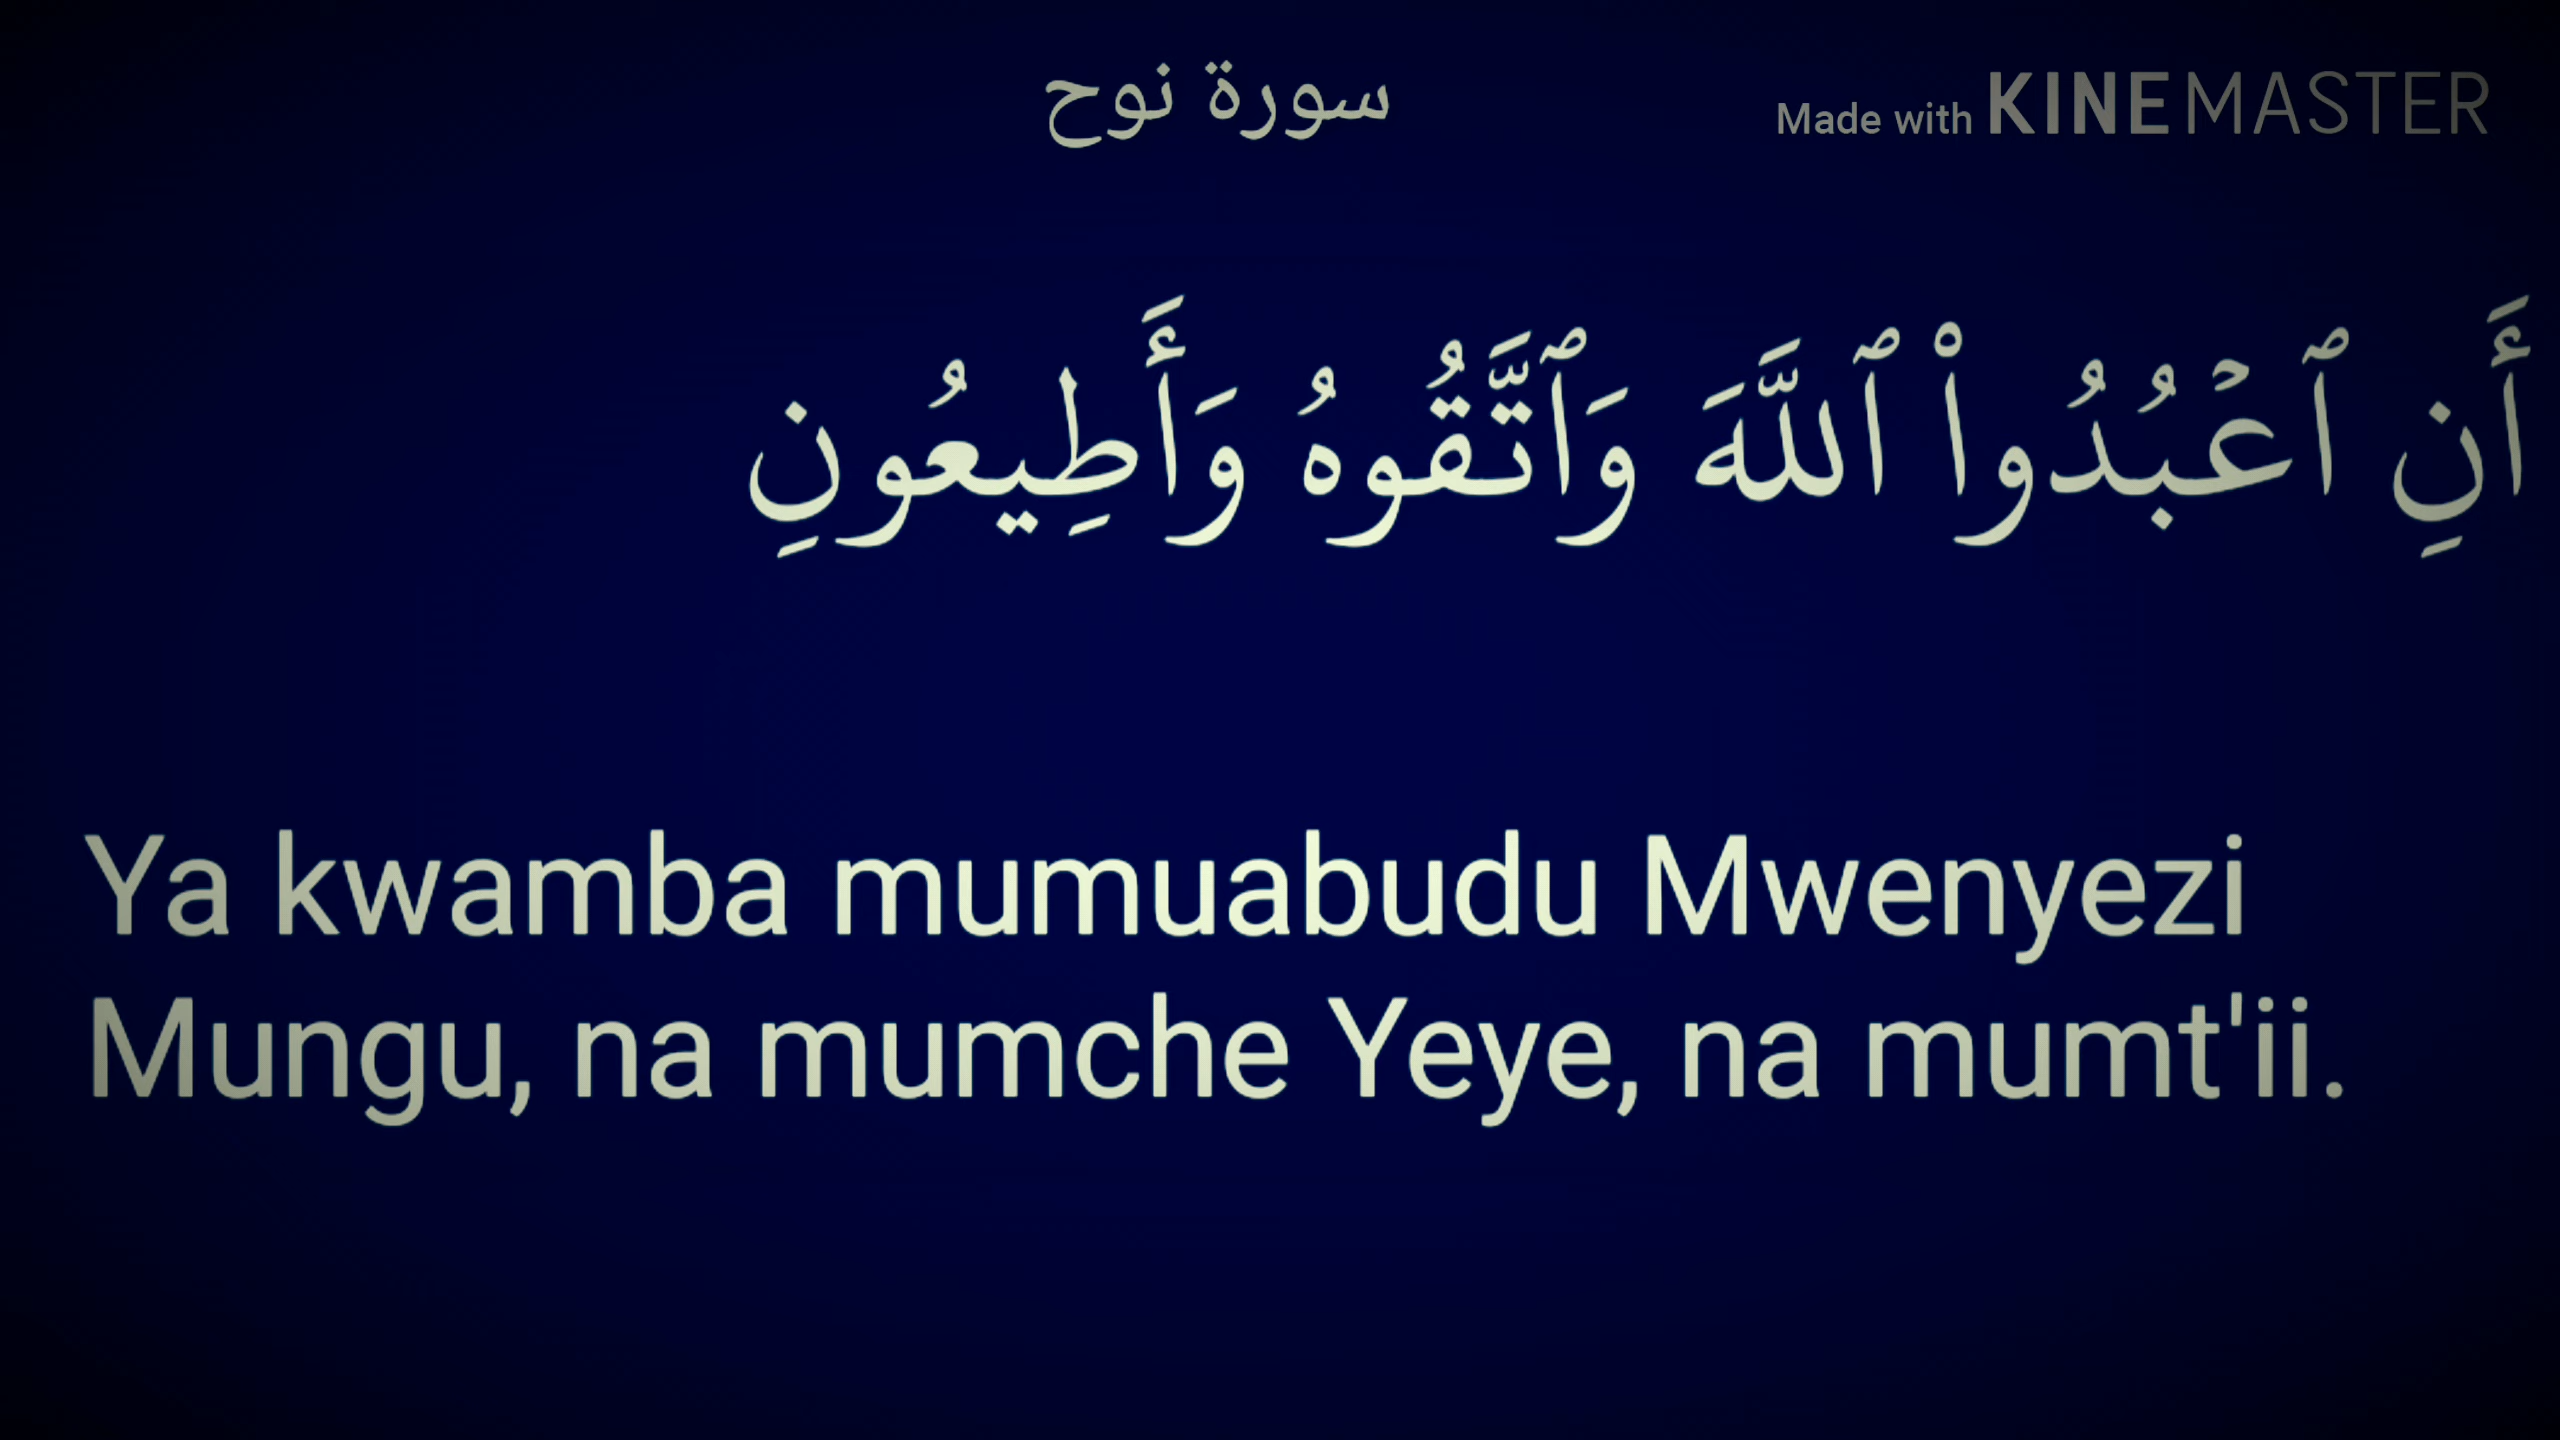 سورة نوح
Made with KINEMASTER
أَنِ ٱعۡبُدُواْ ٱللَّهَ وَٱتَّقُوهُ وَأَطِيعُونِ
Ya kwamba mumuabudu Mwenyezi
Mungu, na mumche Yeye, na mumt'ii.